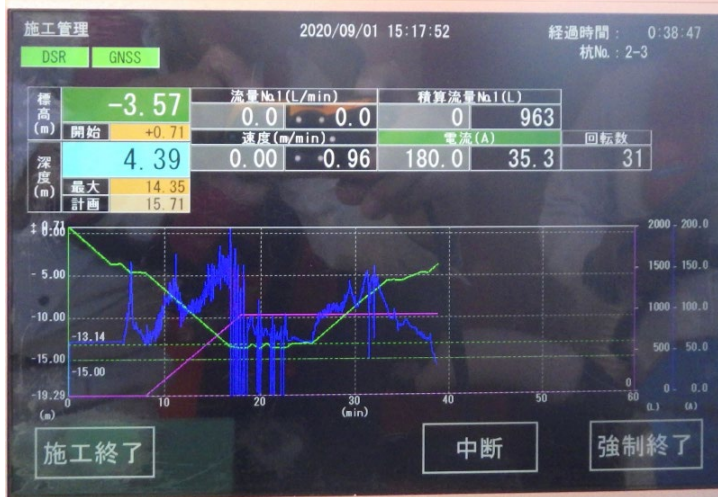 施工管理 2020/09/01 15:17:52 経過時間： 0:38:47
DSR GNSS 杭No.：2-3
標高(m) -3.57 流量No.1(L/min) 積算流量No.1(L)
0.0 0.0 0 963
開始 +0.71 速度(m/min) 電流(A) 回転数
深度(m) 4.39 0.00 0.96 180.0 35.3 31
最大 14.35
計画 15.71
+0.71 2000 200.0
±0.00
-5.00 1500 150.0
-10.00 1000 100.0
-13.14
-15.00 500 50.0
-15.00
-19.29 0 0 0.0
0 10 20 30 40 50 60
(m) (min) (L) (A)
施工終了 中断 強制終了